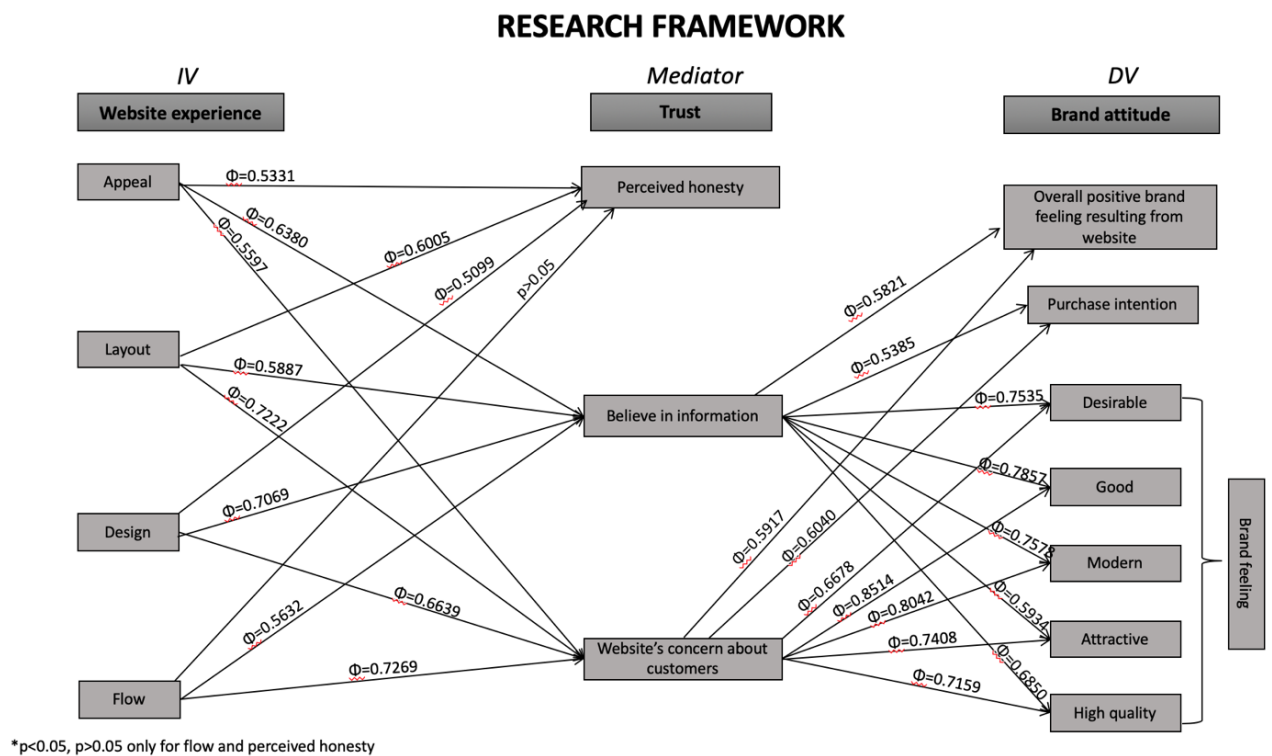 RESEARCH FRAMEWORK
IV
Mediator
DV
Website experience
Trust
Brand attitude
Appeal
Φ=0.5331
Perceived honesty
Overall positive brand
feeling resulting from
website
Φ=0.6380
Φ=0.5597
Φ=0.6005
Φ=0.5099
p>0.05
Φ=0.5821
Purchase intention
Layout
Φ=0.5887
Φ=0.5385
Φ=0.7222
Believe in information
Φ=0.7535
Desirable
Φ=0.7857
Good
Design
Φ=0.7069
Φ=0.5917
Φ=0.6040
Φ=0.7578
Modern
Brand feeling
Φ=0.5632
Φ=0.6639
Φ=0.6678
Φ=0.8514
Φ=0.8042
Φ=0.5934
Attractive
Φ=0.7269
Website’s concern about
customers
Φ=0.7408
Φ=0.7159
Φ=0.6850
Flow
High quality
*p<0.05, p>0.05 only for flow and perceived honesty